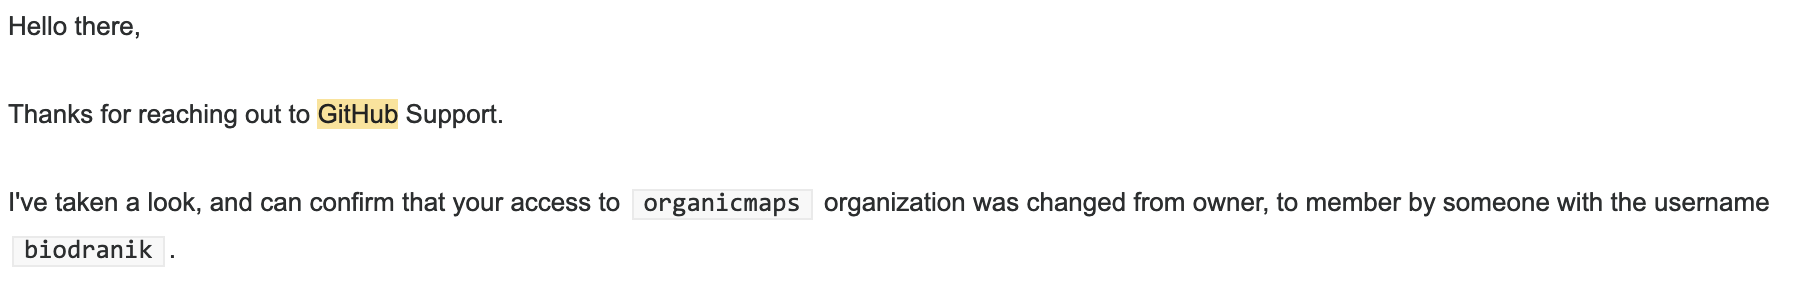 Hello there,
Thanks for reaching out to GitHub Support.
I've taken a look, and can confirm that your access to organicmaps organization was changed from owner, to member by someone with the username
biodranik .